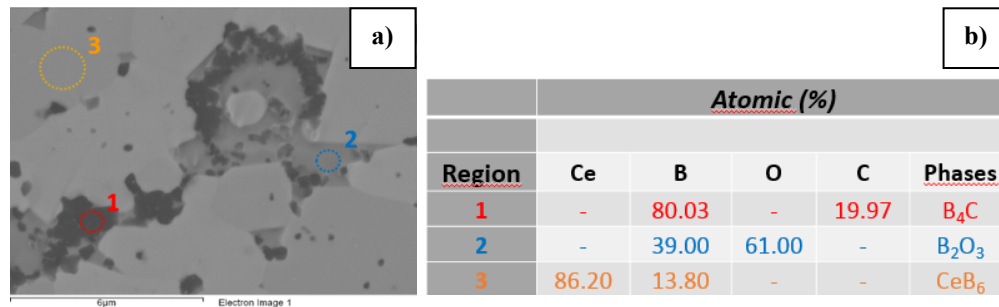 a)
3
2
1
6µm Electron Image 1
b)
Atomic (%)
Region Ce B O C Phases
1 - 80.03 - 19.97 B₄C
2 - 39.00 61.00 - B₂O₃
3 86.20 13.80 - - CeB₆